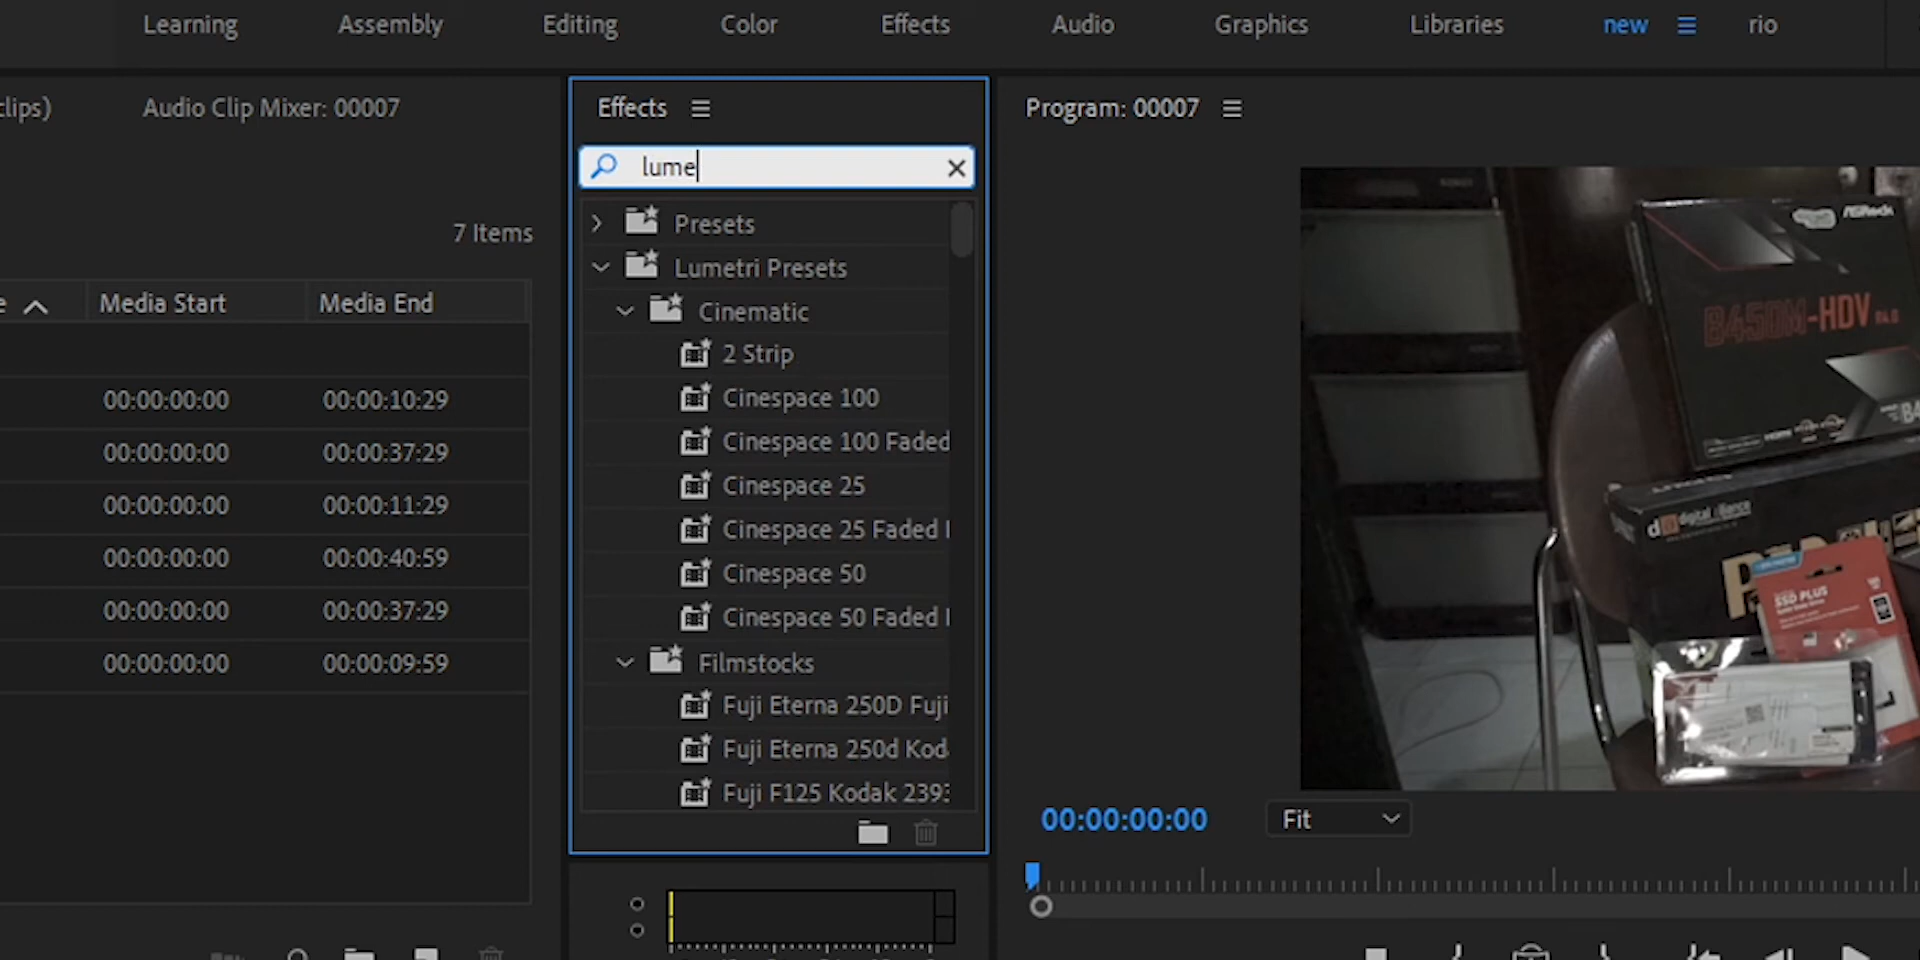 Learning Assembly Editing Color Effects Audio Graphics Libraries new rio
clips) Audio Clip Mixer: 00007 Effects Program: 00007
lume
7 Items
Presets
Lumetri Presets
Media Start Media End
Cinematic
2 Strip
Cinespace 100
00:00:00:00 00:00:10:29
Cinespace 100 Faded
00:00:00:00 00:00:37:29
Cinespace 25
00:00:00:00 00:00:11:29
Cinespace 25 Faded
00:00:00:00 00:00:40:59
Cinespace 50
00:00:00:00 00:00:37:29
Cinespace 50 Faded
00:00:00:00 00:00:09:59
Filmstocks
Fuji Eterna 250D Fuji
Fuji Eterna 250d Kod
Fuji F125 Kodak 2393
ASRock
B450M-HDV R4.0
digital alliance
SSD PLUS
00:00:00:00 Fit